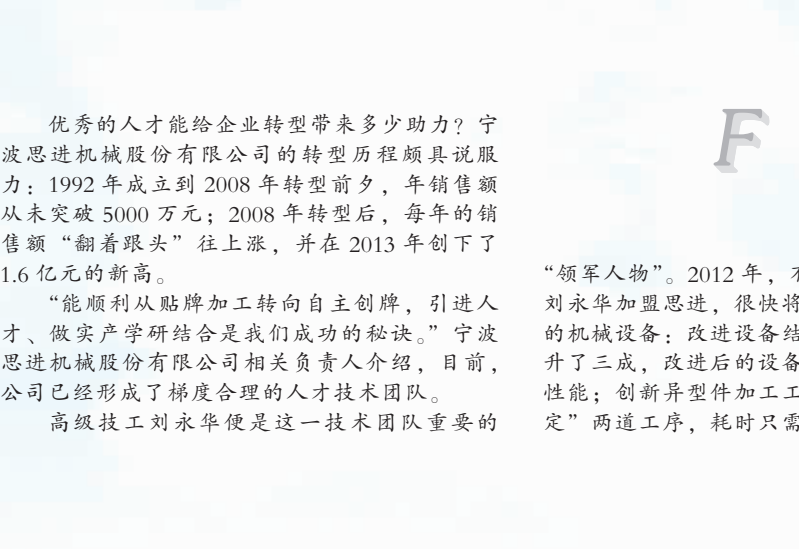 优秀的人才能给企业转型带来多少助力？宁
波思进机械股份有限公司的转型历程颇具说服
力：1992 年成立到 2008 年转型前夕，年销售额
从未突破 5000 万元；2008 年转型后，每年的销
售额“翻着跟头”往上涨，并在 2013 年创下了
1.6 亿元的新高。
“能顺利从贴牌加工转向自主创牌，引进人
才、做实产学研结合是我们成功的秘诀。”宁波
思进机械股份有限公司相关负责人介绍，目前，
公司已经形成了梯度合理的人才技术团队。
高级技工刘永华便是这一技术团队重要的
F
“领军人物”。2012 年，
刘永华加盟思进，很快将
的机械设备：改进设备结
升了三成，改进后的设备
性能；创新异型件加工工
定”两道工序，耗时只需